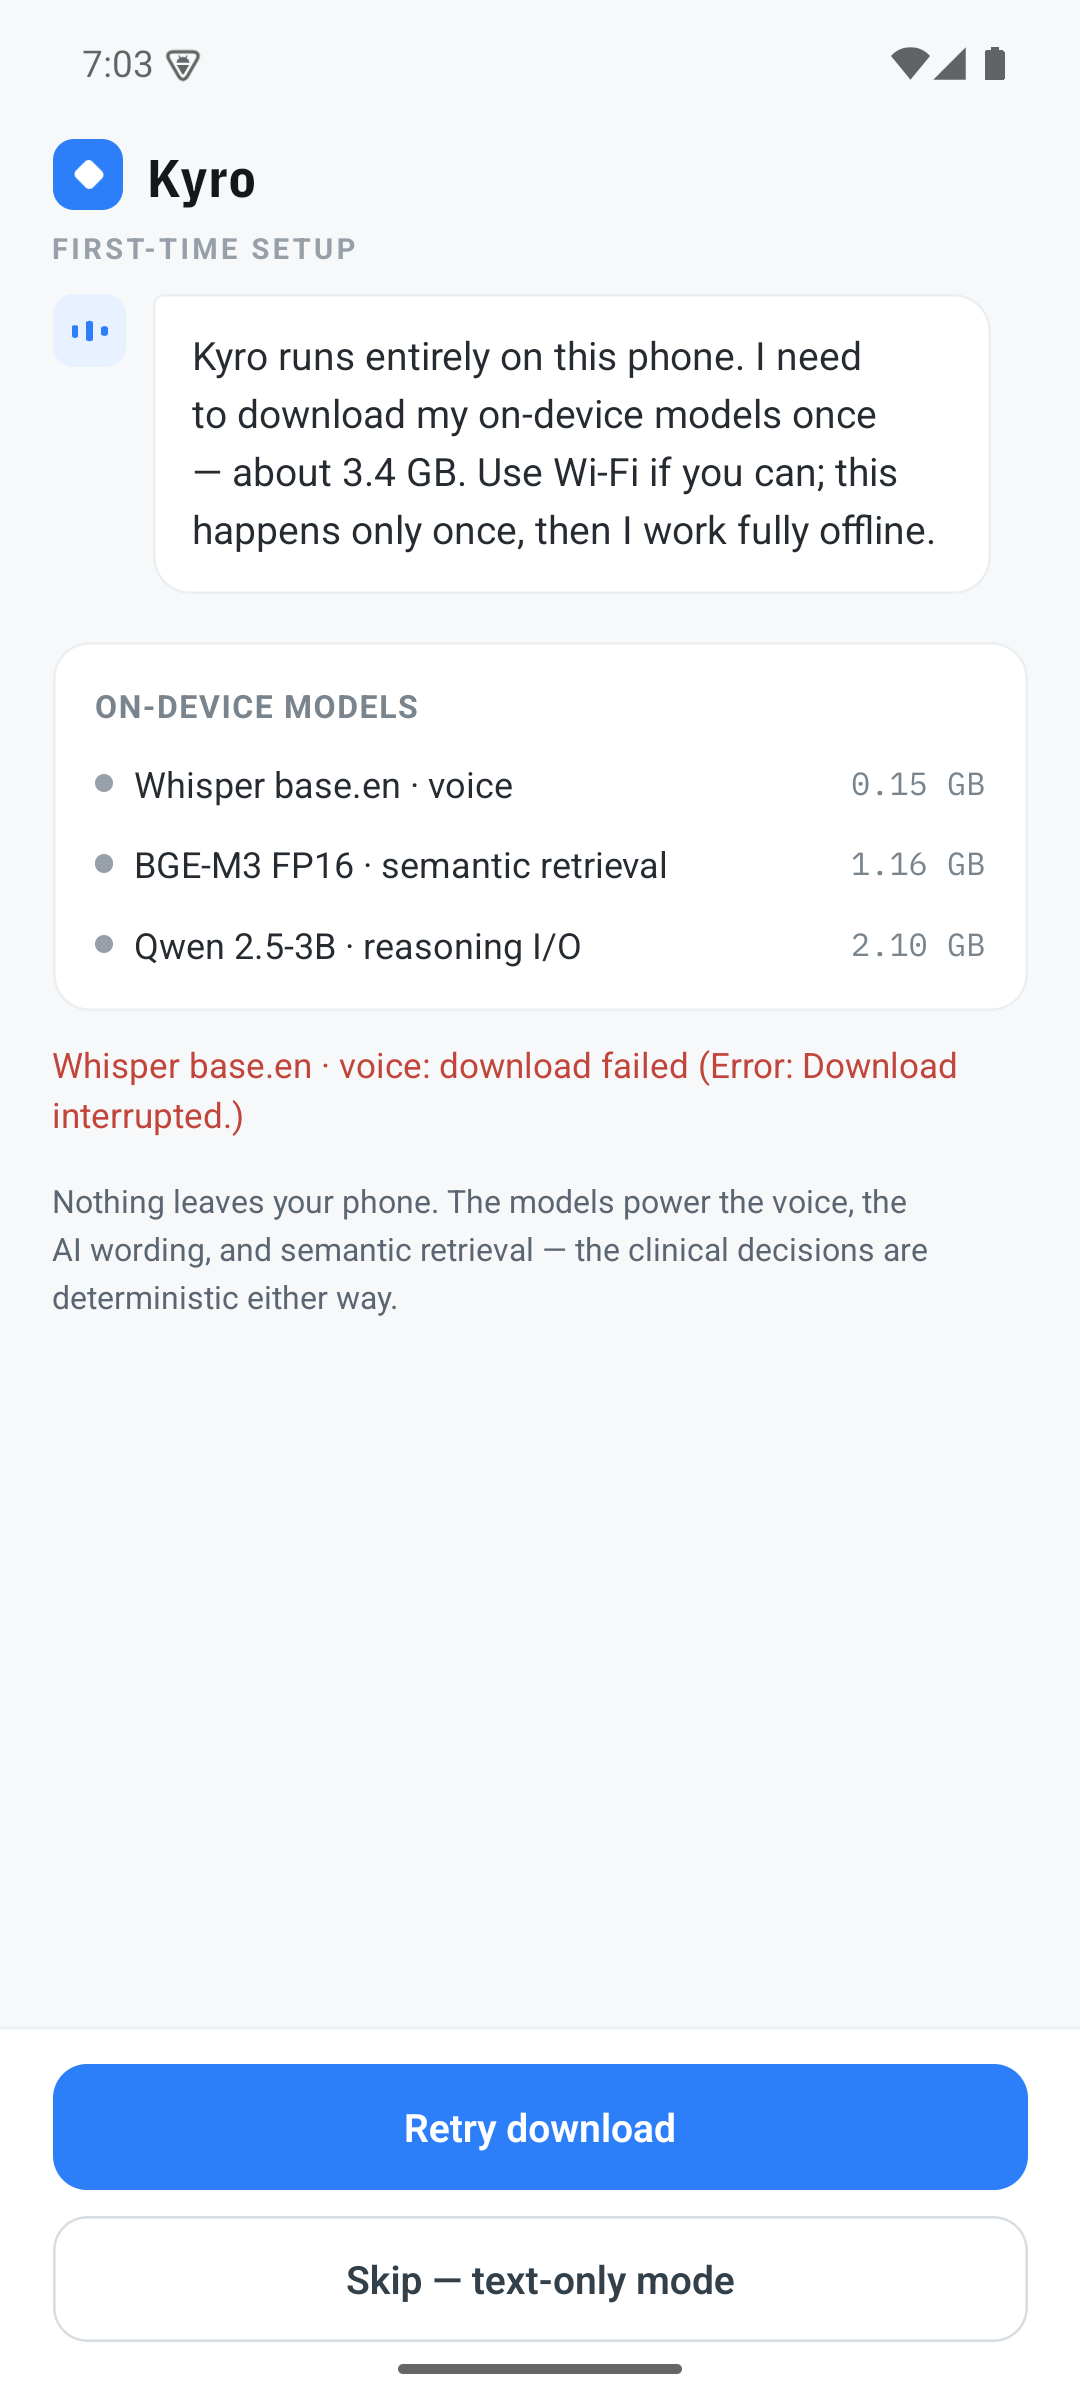 7:03
Kyro
FIRST-TIME SETUP
Kyro runs entirely on this phone. I need
to download my on-device models once
— about 3.4 GB. Use Wi-Fi if you can; this
happens only once, then I work fully offline.
ON-DEVICE MODELS
Whisper base.en · voice 0.15 GB
BGE-M3 FP16 · semantic retrieval 1.16 GB
Qwen 2.5-3B · reasoning I/O 2.10 GB
Whisper base.en · voice: download failed (Error: Download
interrupted.)
Nothing leaves your phone. The models power the voice, the
AI wording, and semantic retrieval — the clinical decisions are
deterministic either way.
Retry download
Skip — text-only mode